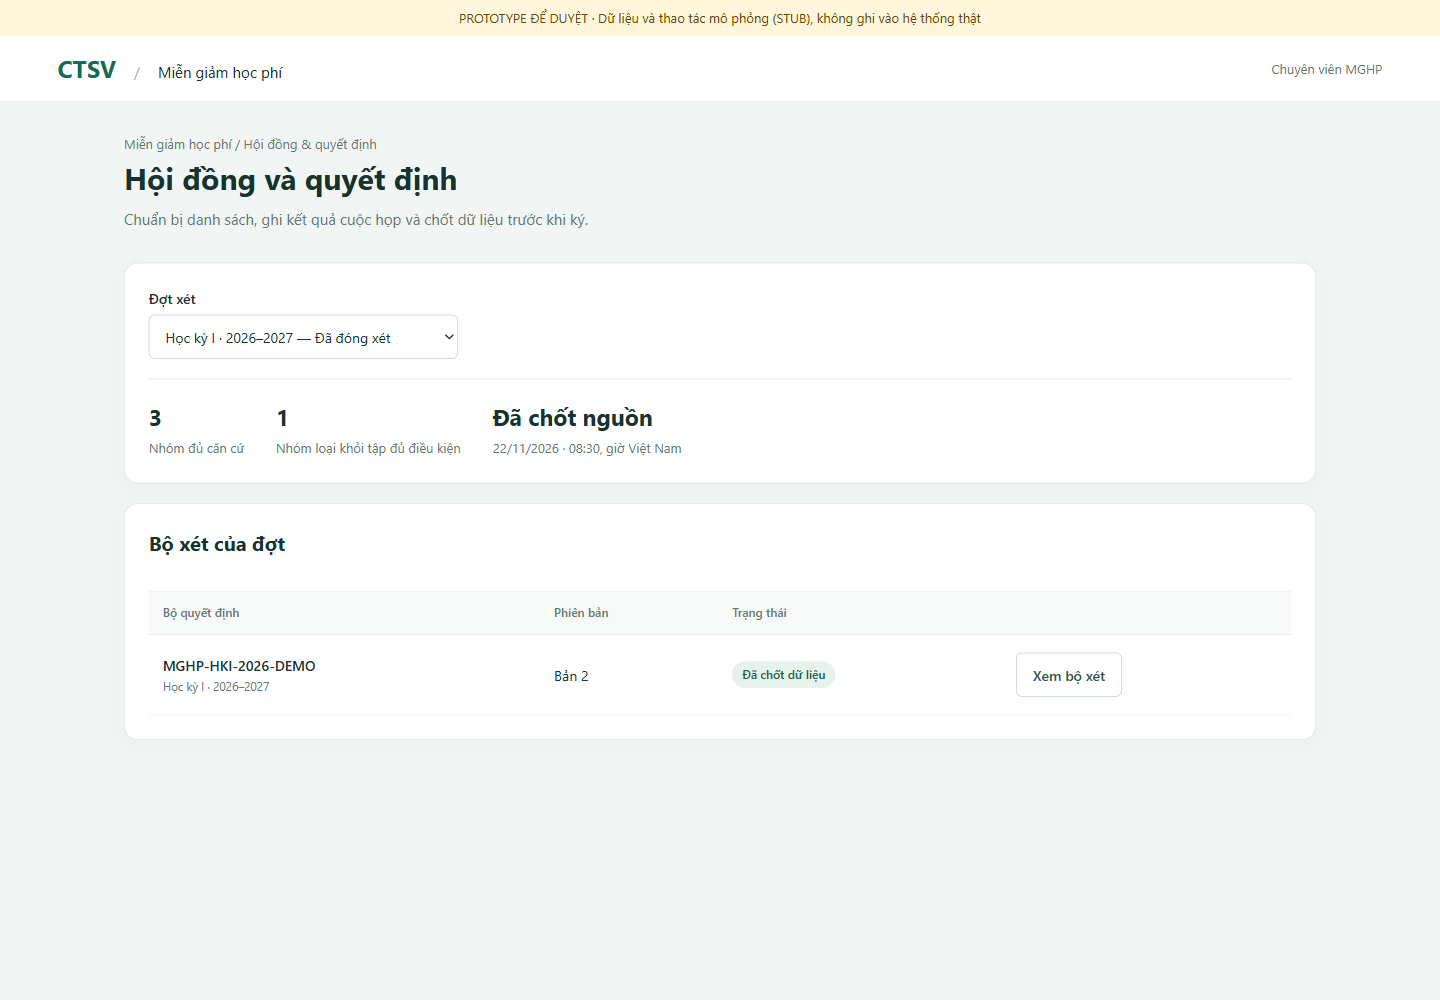 PROTOTYPE ĐỂ DUYỆT · Dữ liệu và thao tác mô phỏng (STUB), không ghi vào hệ thống thật
CTSV / Miễn giảm học phí
Chuyên viên MGHP
Miễn giảm học phí / Hội đồng & quyết định
Hội đồng và quyết định
Chuẩn bị danh sách, ghi kết quả cuộc họp và chốt dữ liệu trước khi ký.
Đợt xét
Học kỳ I · 2026–2027 — Đã đóng xét
3
Nhóm đủ căn cứ
1
Nhóm loại khỏi tập đủ điều kiện
Đã chốt nguồn
22/11/2026 · 08:30, giờ Việt Nam
Bộ xét của đợt
Bộ quyết định
Phiên bản
Trạng thái
MGHP-HKI-2026-DEMO
Học kỳ I · 2026–2027
Bản 2
Đã chốt dữ liệu
Xem bộ xét